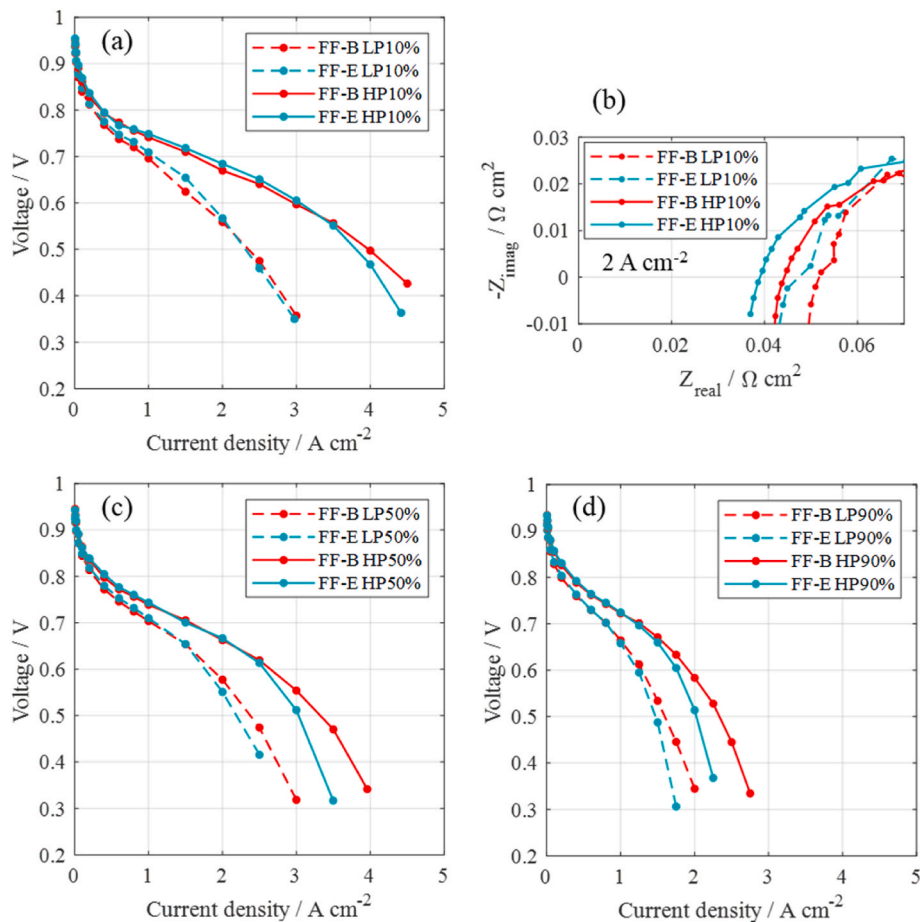 (a)
FF-B LP10%
FF-E LP10%
FF-B HP10%
FF-E HP10%
1
0.9
0.8
0.7
0.6
0.5
0.4
0.3
0.2
Voltage / V
0 1 2 3 4 5
Current density / A cm-2
(b)
FF-B LP10%
FF-E LP10%
FF-B HP10%
FF-E HP10%
2 A cm-2
0.03
0.02
0.01
0
-0.01
-Zimag / Ω cm2
0 0.02 0.04 0.06
Zreal / Ω cm2
(c)
FF-B LP50%
FF-E LP50%
FF-B HP50%
FF-E HP50%
1
0.9
0.8
0.7
0.6
0.5
0.4
0.3
0.2
Voltage / V
0 1 2 3 4 5
Current density / A cm-2
(d)
FF-B LP90%
FF-E LP90%
FF-B HP90%
FF-E HP90%
1
0.9
0.8
0.7
0.6
0.5
0.4
0.3
0.2
Voltage / V
0 1 2 3 4 5
Current density / A cm-2